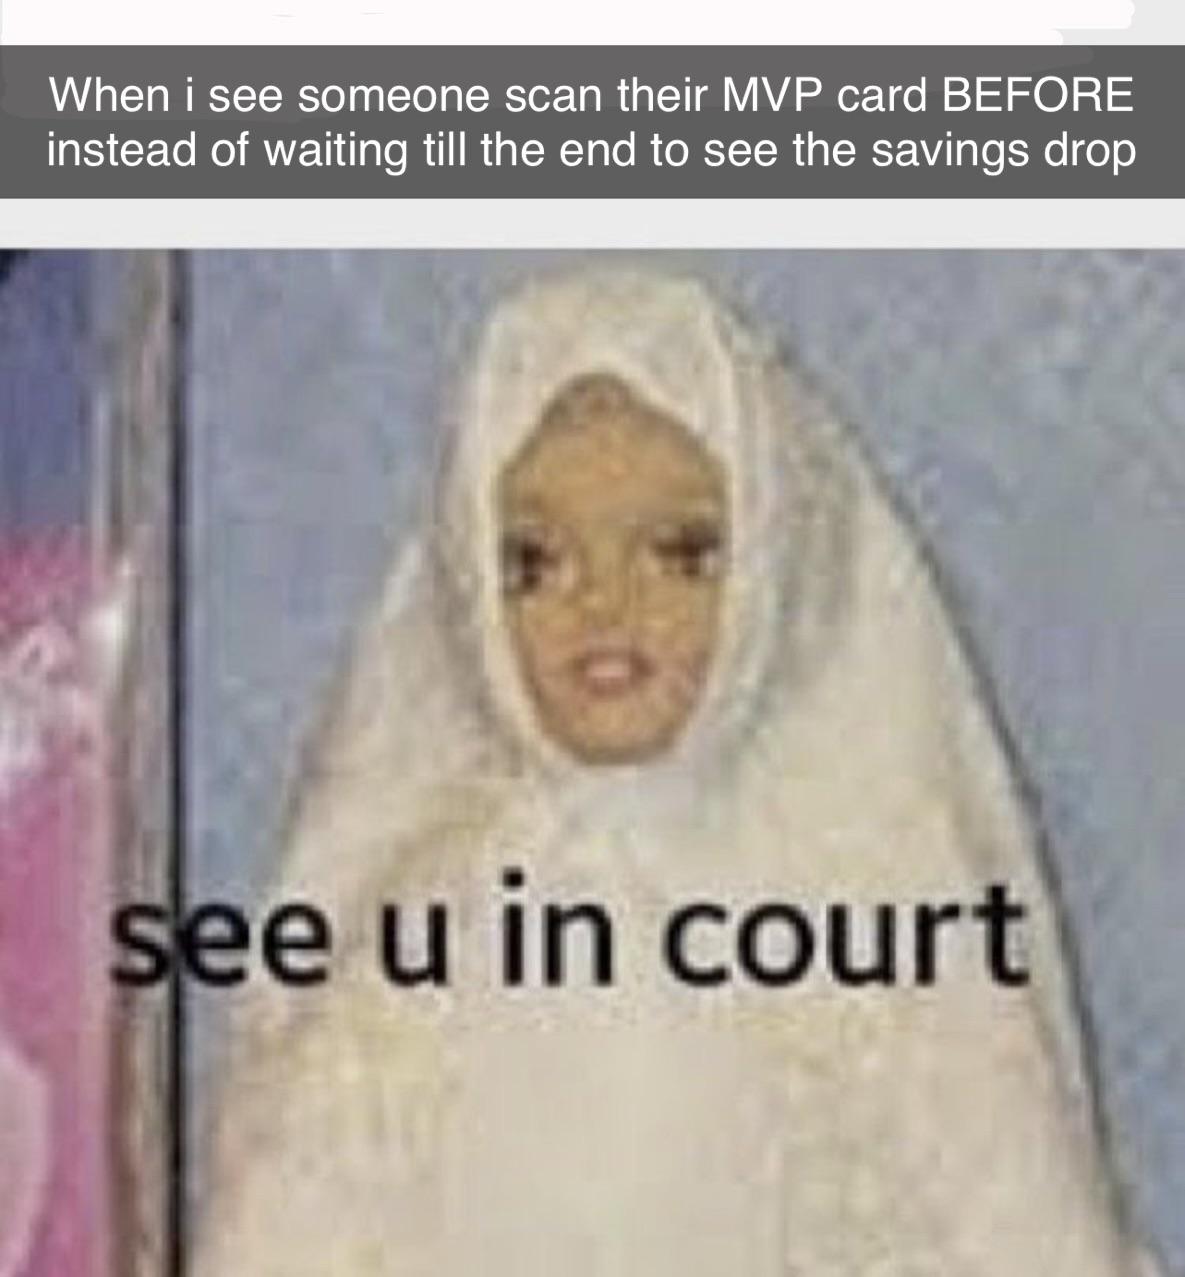 When i see someone scan their MVP card BEFORE
instead of waiting till the end to see the savings drop
see u in court